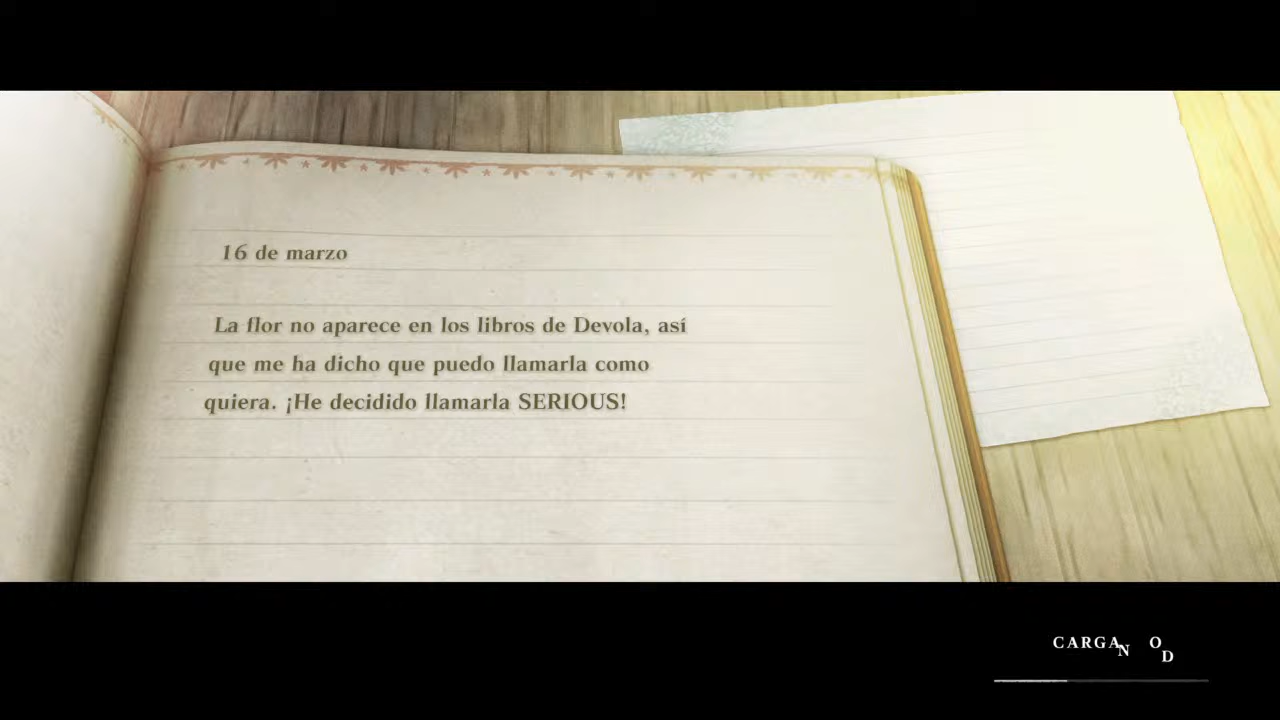 16 de marzo
La flor no aparece en los libros de Devola, así
que me ha dicho que puedo llamarla como
quiera. ¡He decidido llamarla SERIOUS!
CARGANDO